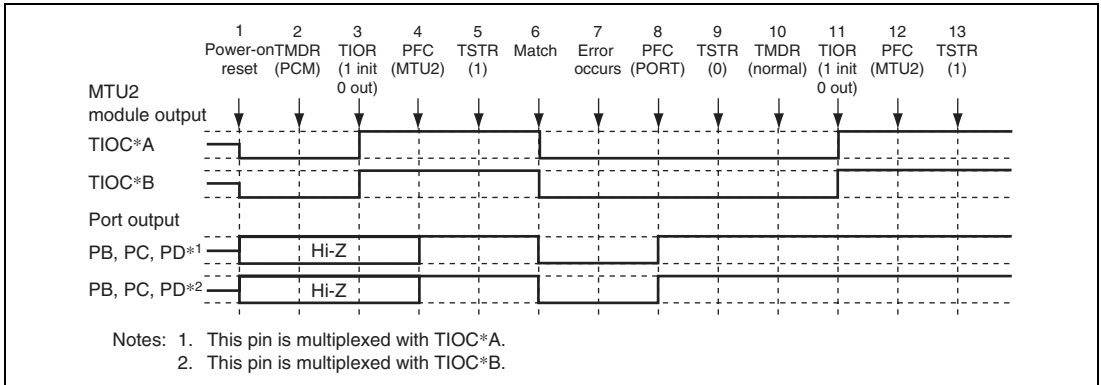 1 2 3 4 5 6 7 8 9 10 11 12 13
Power-on TMDR TIOR PFC TSTR Match Error PFC TSTR TMDR TIOR PFC TSTR
reset (PCM) (1 init (MTU2) (1) occurs (PORT) (0) (normal) (1 init (MTU2) (1)
0 out) 0 out)
MTU2
module output
TIOC*A
TIOC*B
Port output
PB, PC, PD*1 Hi-Z
PB, PC, PD*2 Hi-Z
Notes: 1. This pin is multiplexed with TIOC*A.
2. This pin is multiplexed with TIOC*B.